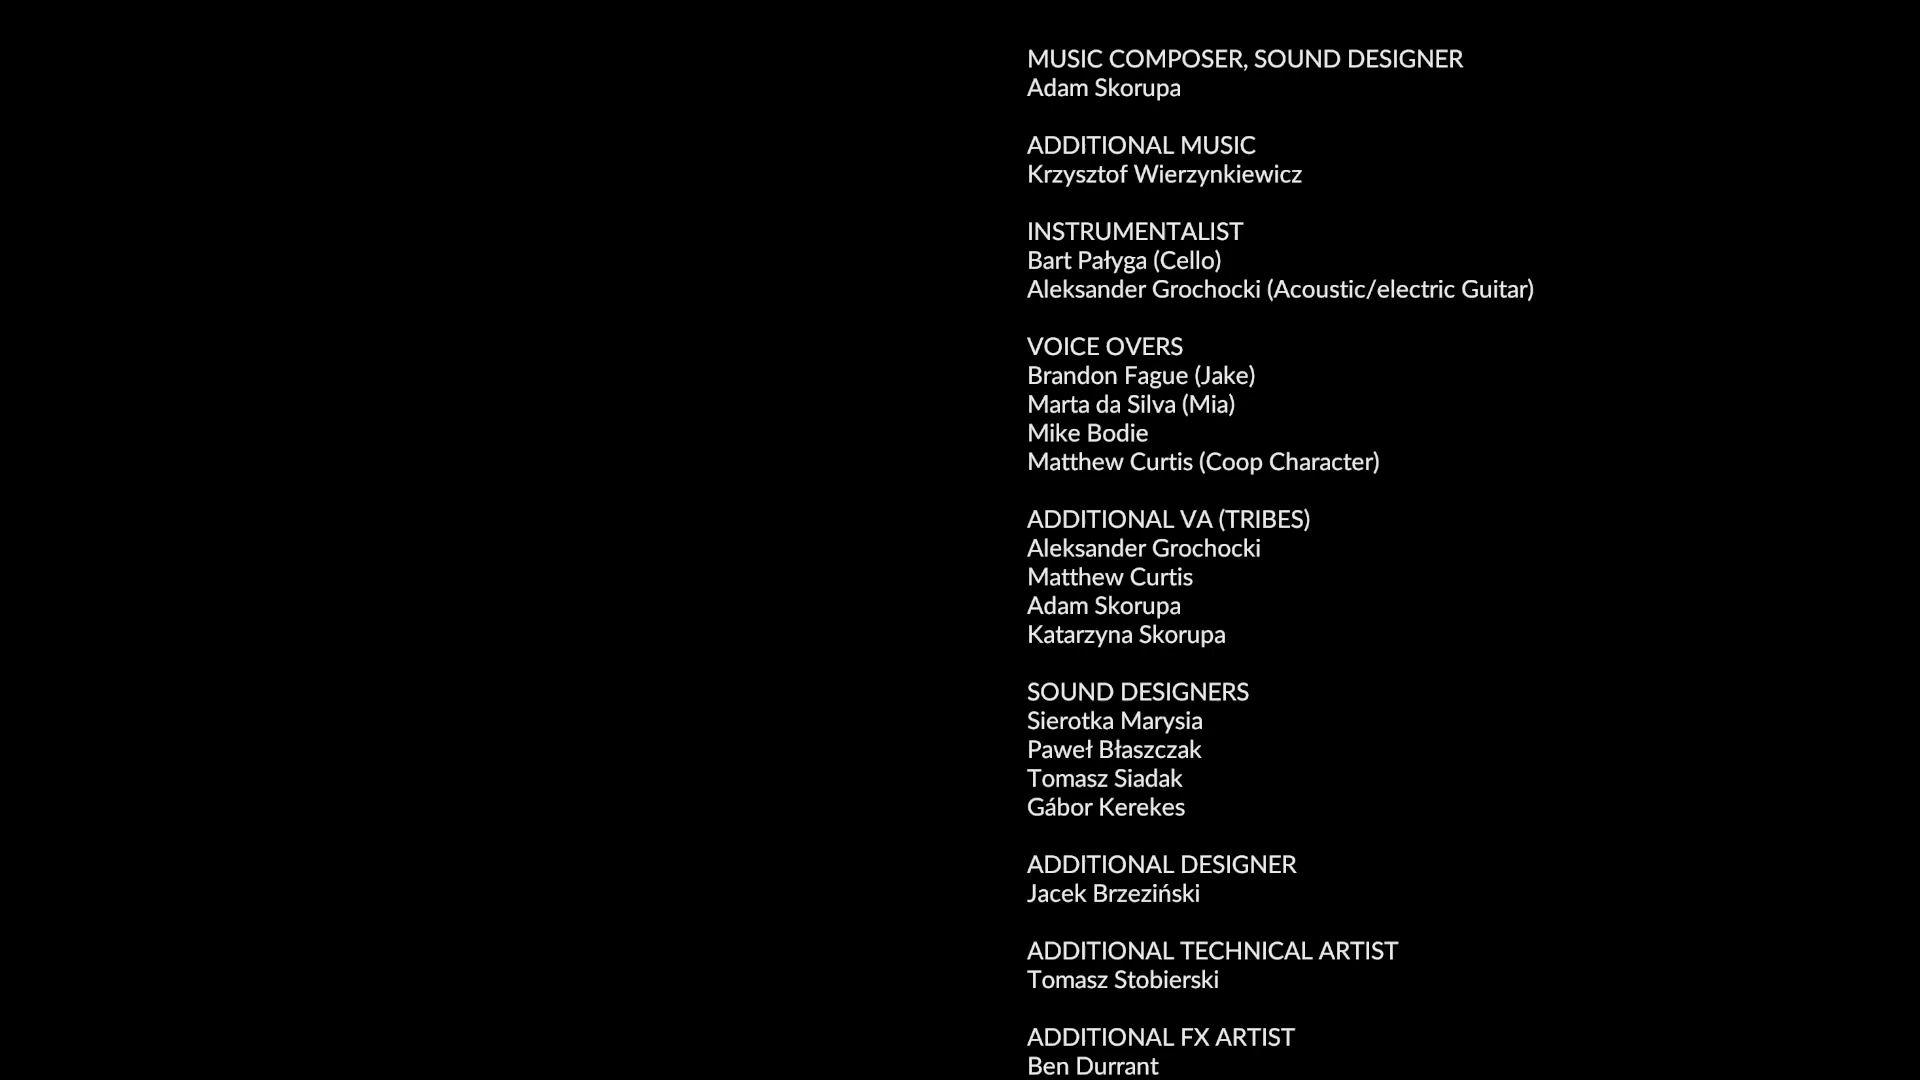 MUSIC COMPOSER, SOUND DESIGNER
Adam Skorupa
ADDITIONAL MUSIC
Krzysztof Wierzynkiewicz
INSTRUMENTALIST
Bart Pałyga (Cello)
Aleksander Grochocki (Acoustic/electric Guitar)
VOICE OVERS
Brandon Fague (Jake)
Marta da Silva (Mia)
Mike Bodie
Matthew Curtis (Coop Character)
ADDITIONAL VA (TRIBES)
Aleksander Grochocki
Matthew Curtis
Adam Skorupa
Katarzyna Skorupa
SOUND DESIGNERS
Sierotka Marysia
Paweł Błaszczak
Tomasz Siadak
Gábor Kerekes
ADDITIONAL DESIGNER
Jacek Brzeziński
ADDITIONAL TECHNICAL ARTIST
Tomasz Stobierski
ADDITIONAL FX ARTIST
Ben Durrant